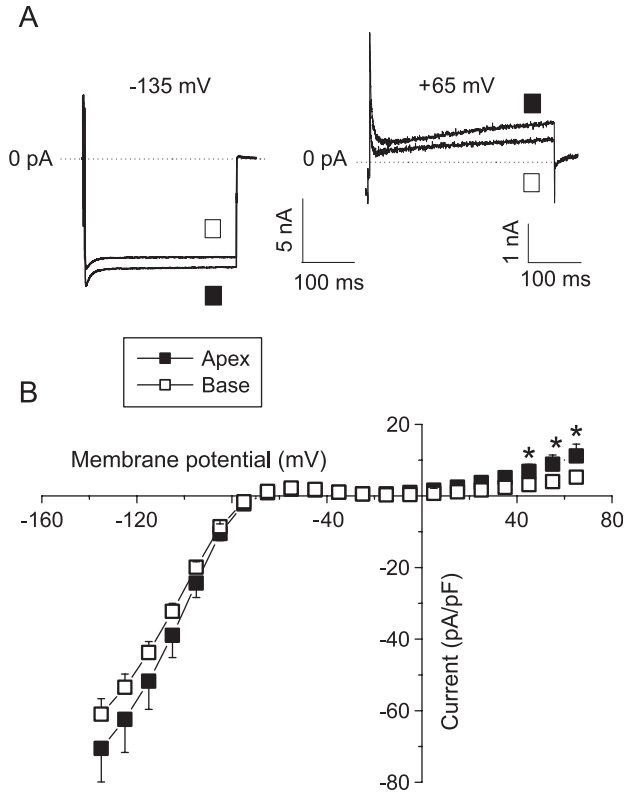 A
-135 mV
+65 mV
0 pA
0 pA
5 nA
100 ms
1 nA
100 ms
Apex
Base
B
Membrane potential (mV)
Current (pA/pF)
20
-20
-40
-60
-80
-160
-120
-40
40
80
* * *